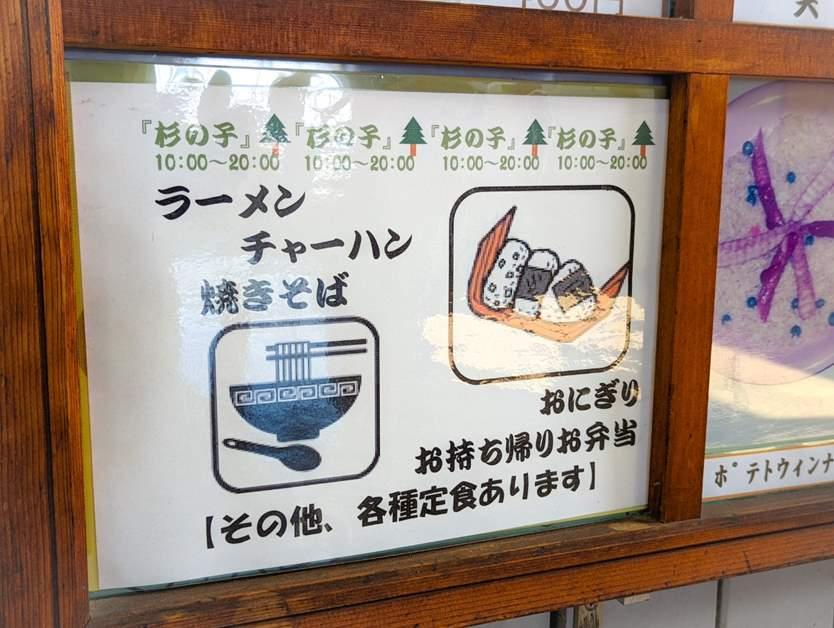 『杉の子』 『杉の子』 『杉の子』 『杉の子』
10:00～20:00 10:00～20:00 10:00～20:00 10:00～20:00
ラーメン
チャーハン
焼きそば
おにぎり
お持ち帰りお弁当
【その他、各種定食あります】
ポテトウィンナ